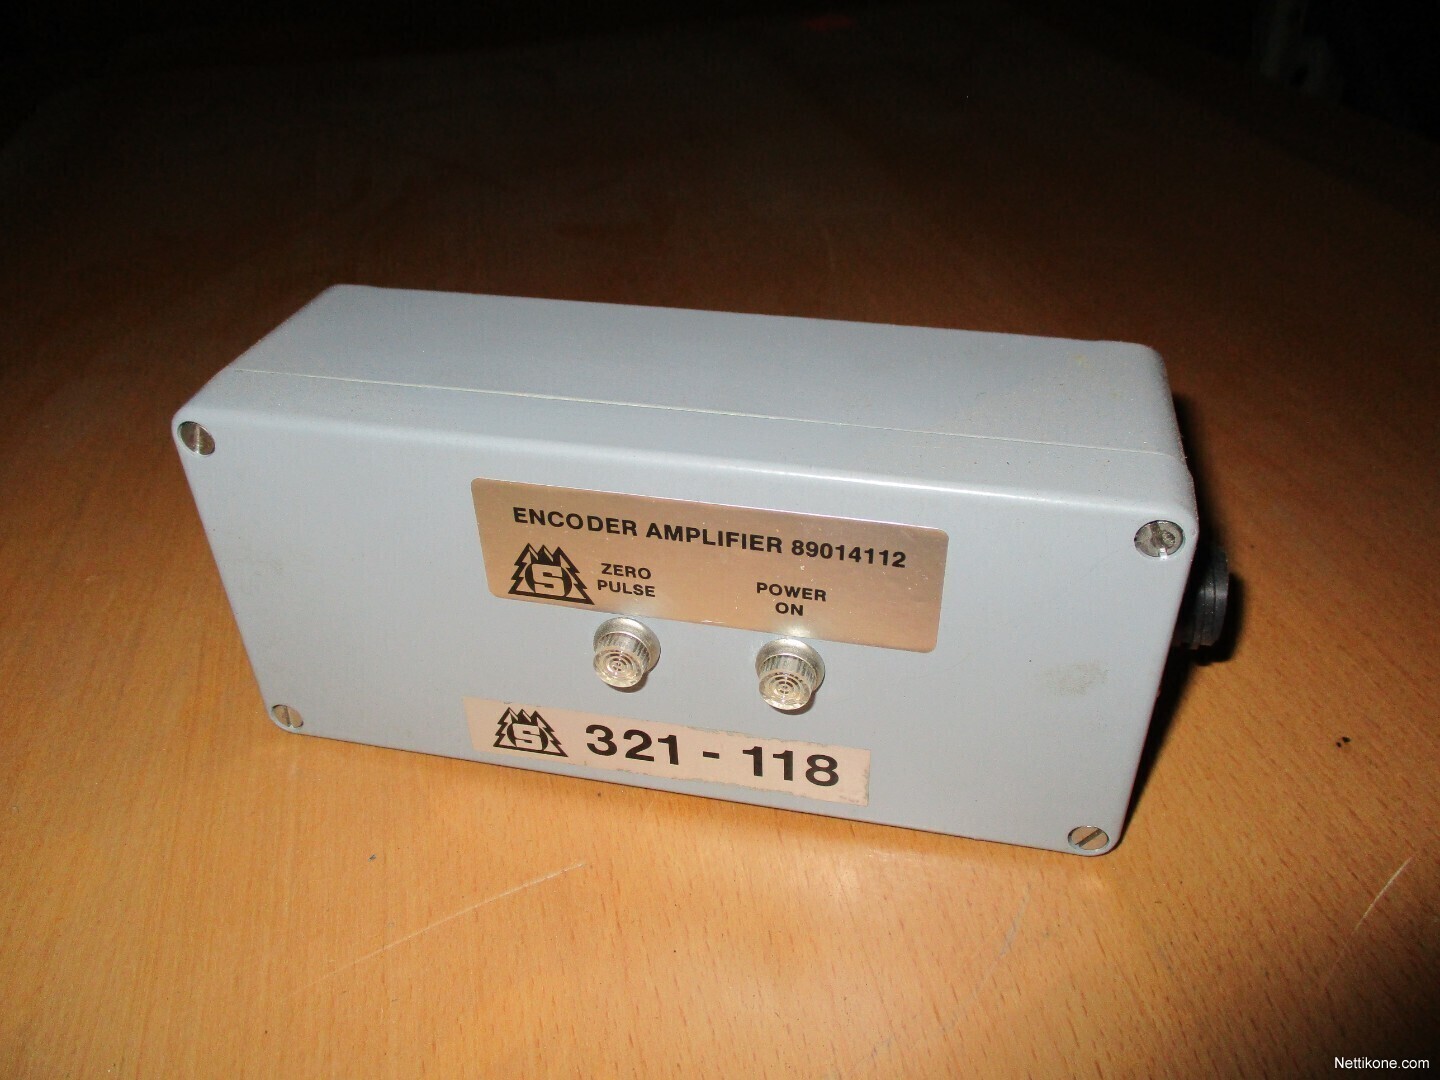 ENCODER AMPLIFIER 89014112
S
ZERO
PULSE
POWER
ON
S 321 - 118
Nettikone.com